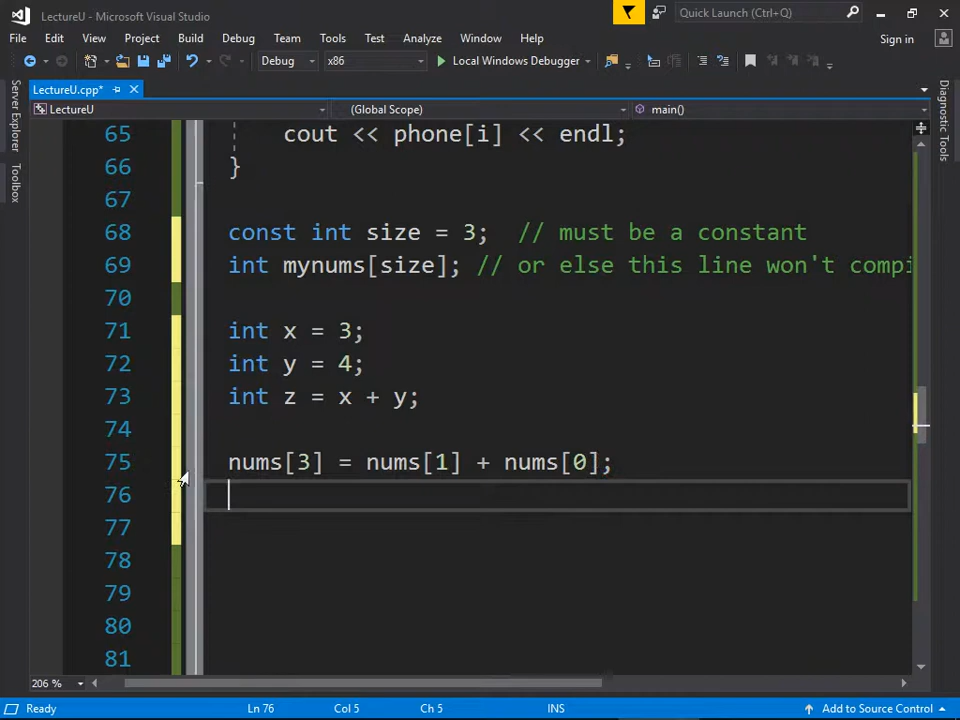 LectureU - Microsoft Visual Studio
Quick Launch (Ctrl+Q)
File Edit View Project Build Debug Team Tools Test Analyze Window Help Sign in
Debug x86 Local Windows Debugger
LectureU.cpp*
LectureU (Global Scope) main()
Server Explorer
Toolbox
Diagnostic Tools
65 cout << phone[i] << endl;
66 }
67
68 const int size = 3; // must be a constant
69 int mynums[size]; // or else this line won't compi
70
71 int x = 3;
72 int y = 4;
73 int z = x + y;
74
75 nums[3] = nums[1] + nums[0];
76
77
78
79
80
81
206 %
Ready Ln 76 Col 5 Ch 5 INS Add to Source Control